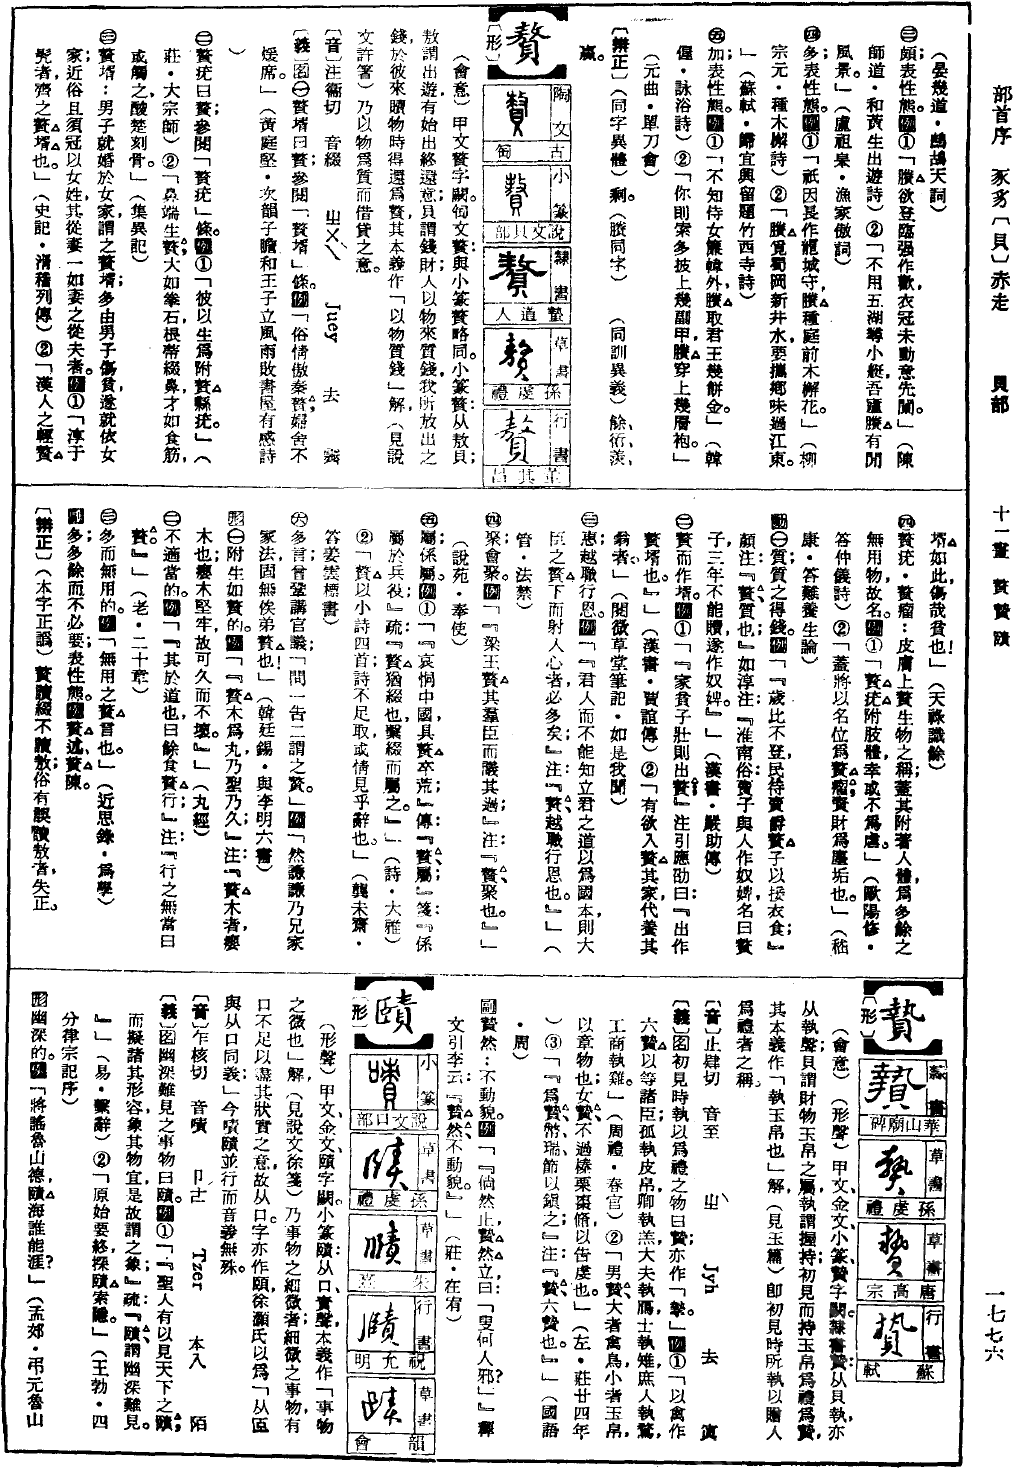 部首序 豕豸〔貝〕赤走 貝部 十一畫 贅贄賾 一七七六
（晏幾道・鷓鴣天詞）
㊂頗表性態。例①「賸欲登臨强作歡，衣冠未動意先闌。」（陳
師道・和黃生出遊詩）②「不用五湖尋小艇，吾廬賸有閒
風景。」（盧祖皋・漁家傲詞）
㊃多表性態。例①「祇因長作龍城守，賸種庭前木槲花。」（柳
宗元・種木槲詩）②「賸覓蜀岡新井水，要攜鄉味過江東。
」（蘇軾・歸宜興留題竹西寺詩）
㊄加表性態。例①「不知侍女簾幃外，賸取君王幾餅金。」（韓
偓・詠浴詩）②「你則索多披上幾副甲，賸穿上幾層袍。」
（元曲・單刀會）
〔辨正〕（同字異體）剩。（賸同字）（同訓異義）餘、衍、羨、
贏。
贅
〔形〕
陶文 古匋
小篆 說文貝部
隸書 墊道人
草書 孫虔禮
行書 董其昌
（會意）甲文贅字闕。匋文贅：與小篆贅略同。小篆贅：从敖貝；
敖謂出遊，有始出終還意；貝謂錢財；人以物來質錢，我所放出之
錢，於彼來贖物時得還為贅。其本義作「以物質錢」解，（見說
文許箸）乃以物為質而借貸之意。
〔音〕注衞切 音綴 ㄓㄨㄟˋ Juey 去 霽
〔義〕名㊀贅壻曰贅；參閱「贅壻」條。例「俗情傲秦贅，婦舍不
煖席。」（黃庭堅・次韻子瞻和王子立風雨敗書屋有感詩
）
㊁贅疣曰贅；參閱「贅疣」條。例①「彼以生為附贅縣疣。」（
莊・大宗師）②「鼻端生贅，大如拳石，根蔕綴鼻，才如食筋，
或觸之，酸楚刻骨。」（集異記）
㊂贅壻：男子就婚於女家，謂之贅壻；多由男子傷貧，遂就依女
家；近俗且須冠以女姓，其從妻一如妻之從夫者。例①「淳于
髡者，齊之贅壻也。」（史記・滑稽列傳）②「漢人之輕贅
壻如此，傷哉貧也！」（天祿識餘）
㊃贅疣・贅瘤：皮膚上贅生物之稱；蓋其附著人體為多餘之
無用物，故名。例①「贅疣附肢體，幸或不為虐。」（歐陽修・
答仲儀詩）②「蓋將以名位為贅瘤，資財為塵垢也。」（嵇
康・答難養生論）
動㊀質；質之得錢。例「『歲比不登，民待賣爵贅子以接衣食』
顏注：『贅，質也』如淳注：『淮南俗賣子與人作奴婢，名曰贅
子，三年不能贖，遂作奴婢。』」（漢書・嚴助傳）
㊁贅而作壻。例①「『家貧子壯則出贅』注引應劭曰：『出作
贅壻也。』」（漢書・賈誼傳）②「有欲入贅其家代養其
翁者。」（閱微草堂筆記・如是我聞）
㊂惠越職行恩。例「『君人而不能知立君之道，以為國本，則大
臣之贅下而射人心者必多矣』注：『贅，越職行恩也。』」（
管・法禁）
㊃聚會；聚。例「『梁王贅其羣臣而議其過』注：『贅，聚也。』」
（說苑・奉使）
㊄屬；係屬。例①「『哀恫中國，具贅卒荒』傳：『贅，屬』箋：『係
屬於兵役』疏：『贅猶綴也，繫綴而屬之。』」（詩・大雅）
②「贅以小詩四首；詩不足取，或情見乎辭也。」（龔未齋・
答姜雲標書）
㊅多言；曾瑩講官議：「問一告二謂之贅。」例「然謙謙乃兄家
家法，固無俟弟贅也！」（韓廷錫・與李明六書）
形㊀附生如贅的。例「『贅木為丸乃聖乃久』注：『贅木者，癭
木也；癭木堅牢，故可久而不壞。』」（丸經）
㊁不適當的。例「『其於道也，曰餘食贅行』注：『行之無當曰
贅。』」（老・二十章）
㊂多而無用的。例「無用之贅言也。」（近思錄・為學）
副多；多餘而不必要，表性態。例贅述，贅陳。
〔辨正〕（本字正譌）贅，讀綴，不讀敖，俗有誤讀敖者，失正。
贄
〔形〕
隸書 華山廟碑
草書 孫虔禮
草書 唐高宗
行書 蘇軾
（會意）（形聲）甲文、金文、小篆贄字闕。隸書贄从貝，執亦
从執聲；貝謂財物，玉帛之屬；執謂握持；初見而持玉帛為禮為贄，
其本義作「執玉帛也」解，（見玉篇）卽初見時所執以贈人
為禮者之稱。
〔音〕止肆切 音至 ㄓˋ Jyh 去 寘
〔義〕名初見時執以為禮之物曰贄；亦作「摯」。例①「以禽作
六贄，以等諸臣；孤執皮帛，卿執羔，大夫執鴈，士執雉，庶人執鶩，
工商執雞。」（周禮・春官）②「男贄，大者禽鳥，小者玉帛，
以章物也；女贄，不過榛栗棗脩，以告虔也。」（左・莊廿四年
）③「『為贄幣瑞節以鎮之』注：『贄，六贄也。』」（國語
・周）
副贄然：不動貌。例「『倘然止，贄然立，曰：「叟何人邪？」』釋
文引李云：『贄然，不動貌。』」（莊・在宥）
賾
〔形〕
小篆 說文口部
草書 孫虔禮
草書 朱熹
行書 祝允明
草書 韻會
（形聲）甲文、金文賾字闕。小篆賾从口，責聲，本義作「事物
之微也」解，（見說文徐箋）乃事物之細微者；細微之事物，有
口不足以盡其狀實之意，故从口。字亦作頤，徐灝氏以為「从𦣞
與从口同義」今嘖賾並行而音義無殊。
〔音〕乍核切 音嘖 ㄗㄜˊ Tzer 本入 陌
〔義〕名幽深難見之事物曰賾。例①「『聖人有以見天下之賾，
而擬諸其形容，象其物宜，是故謂之象』疏：『賾謂幽深難見。
』」（易・繫辭）②「原始要終，探賾索隱。」（王勃・四
分律宗記序）
形幽深的。例「將謠魯山德，賾海誰能涯？」（孟郊・弔元魯山